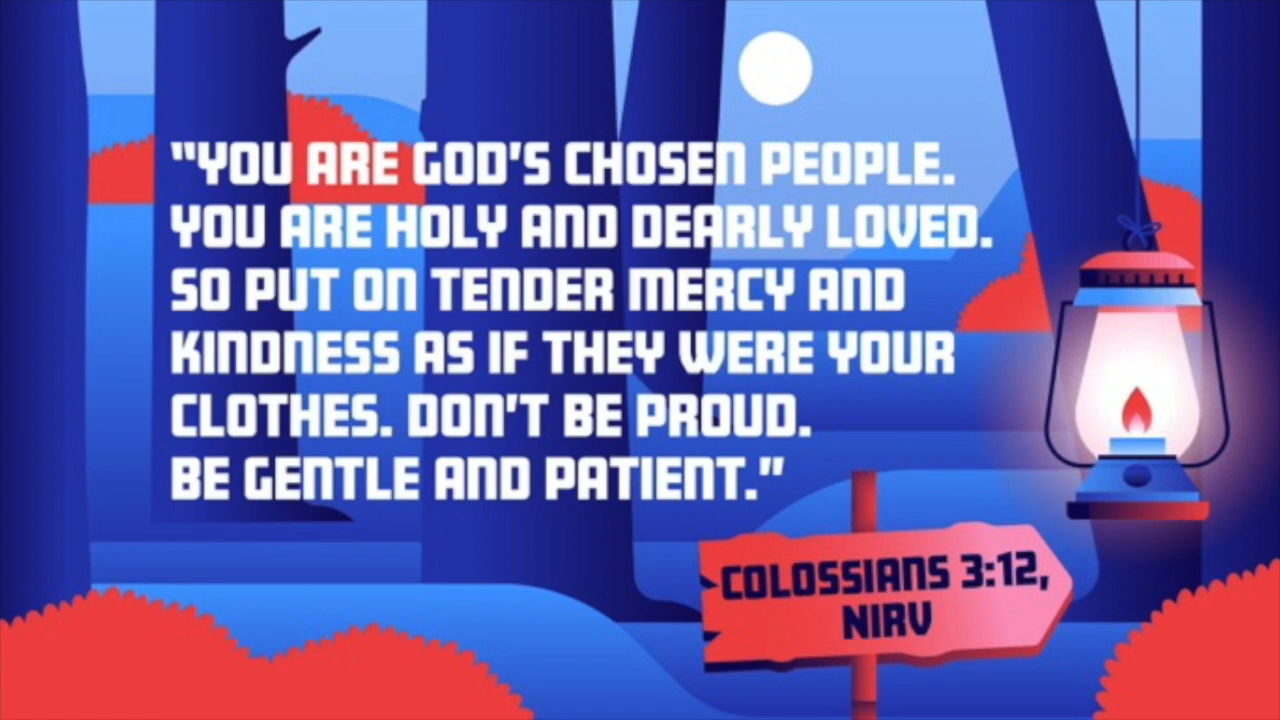 "YOU ARE GOD'S CHOSEN PEOPLE.
YOU ARE HOLY AND DEARLY LOVED.
SO PUT ON TENDER MERCY AND
KINDNESS AS IF THEY WERE YOUR
CLOTHES. DON'T BE PROUD.
BE GENTLE AND PATIENT."
COLOSSIANS 3:12,
NIRV